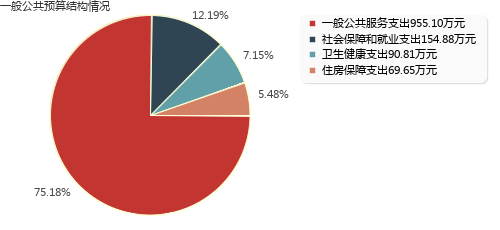 一般公共预算结构情况
12.19%
7.15%
5.48%
75.18%
一般公共服务支出955.10万元
社会保障和就业支出154.88万元
卫生健康支出90.81万元
住房保障支出69.65万元